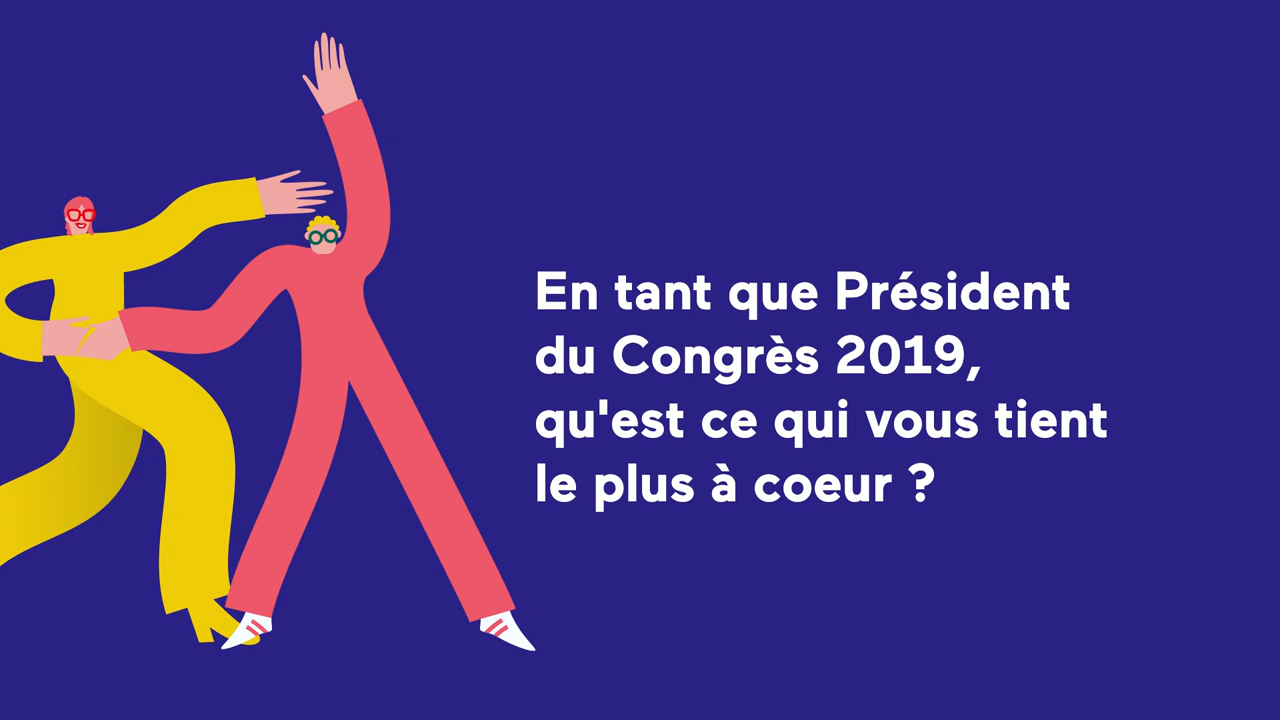 En tant que Président
du Congrès 2019,
qu'est ce qui vous tient
le plus à coeur ?